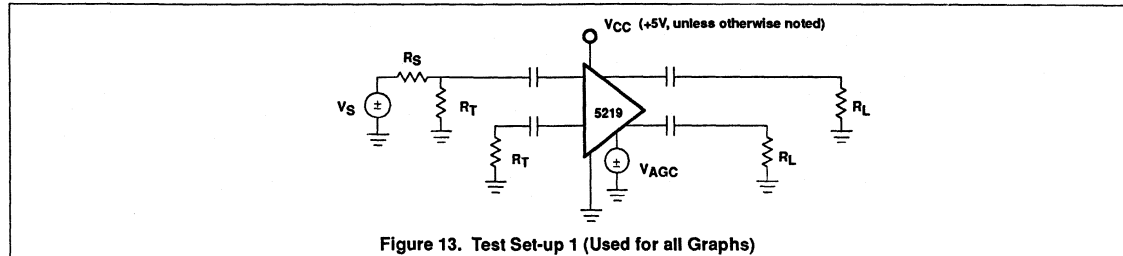 VCC (+5V, unless otherwise noted)
RS
VS
±
RT
5219
RL
RT
±
VAGC
RL
Figure 13. Test Set-up 1 (Used for all Graphs)